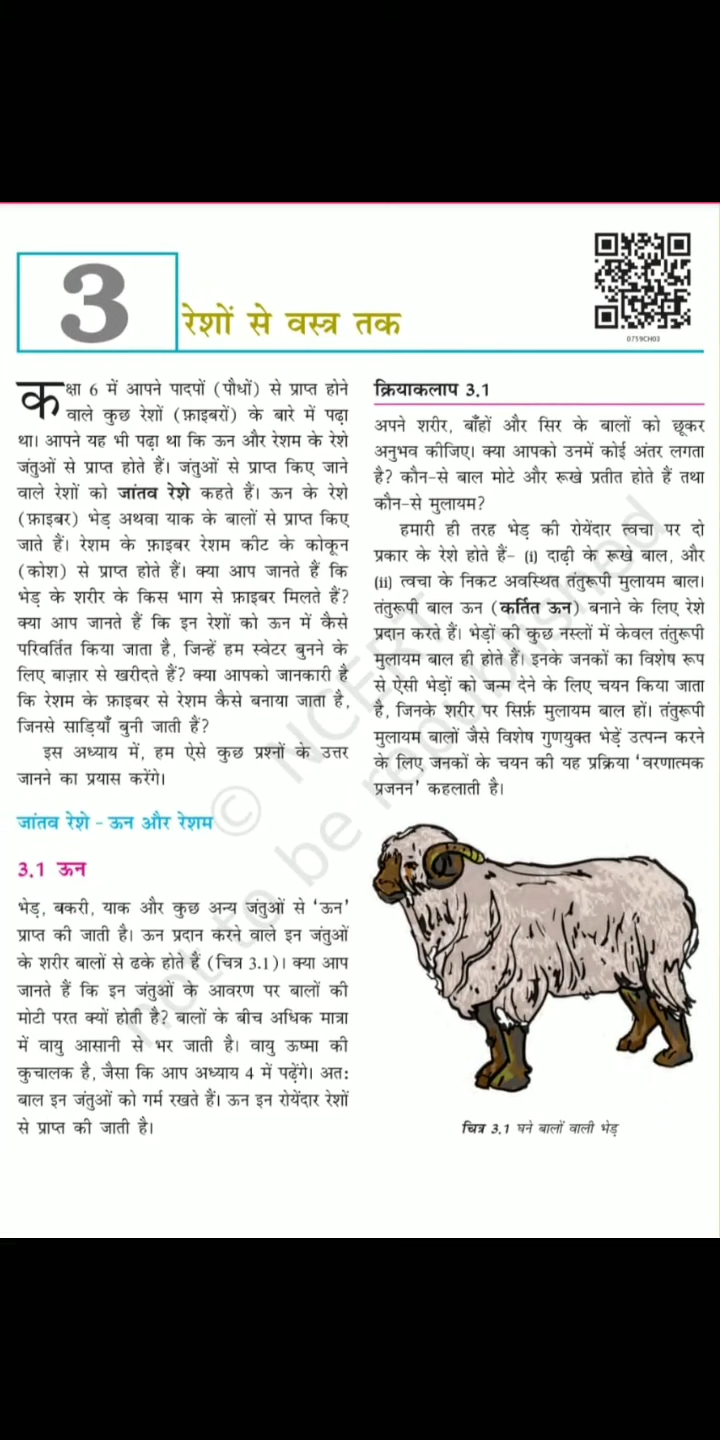 3
रेशों से वस्त्र तक
0759CH03
कक्षा 6 में आपने पादपों (पौधों) से प्राप्त होने
वाले कुछ रेशों (फ़ाइबरों) के बारे में पढ़ा
था। आपने यह भी पढ़ा था कि ऊन और रेशम के रेशे
जंतुओं से प्राप्त होते हैं। जंतुओं से प्राप्त किए जाने
वाले रेशों को जांतव रेशे कहते हैं। ऊन के रेशे
(फ़ाइबर) भेड़ अथवा याक के बालों से प्राप्त किए
जाते हैं। रेशम के फ़ाइबर रेशम कीट के कोकून
(कोश) से प्राप्त होते हैं। क्या आप जानते हैं कि
भेड़ के शरीर के किस भाग से फ़ाइबर मिलते हैं?
क्या आप जानते हैं कि इन रेशों को ऊन में कैसे
परिवर्तित किया जाता है, जिन्हें हम स्वेटर बुनने के
लिए बाज़ार से खरीदते हैं? क्या आपको जानकारी है
कि रेशम के फ़ाइबर से रेशम कैसे बनाया जाता है,
जिनसे साड़ियाँ बुनी जाती हैं?
इस अध्याय में, हम ऐसे कुछ प्रश्नों के उत्तर
जानने का प्रयास करेंगे।
जांतव रेशे - ऊन और रेशम
3.1 ऊन
भेड़, बकरी, याक और कुछ अन्य जंतुओं से ‘ऊन’
प्राप्त की जाती है। ऊन प्रदान करने वाले इन जंतुओं
के शरीर बालों से ढके होते हैं (चित्र 3.1)। क्या आप
जानते हैं कि इन जंतुओं के आवरण पर बालों की
मोटी परत क्यों होती है? बालों के बीच अधिक मात्रा
में वायु आसानी से भर जाती है। वायु ऊष्मा की
कुचालक है, जैसा कि आप अध्याय 4 में पढ़ेंगे। अतः
बाल इन जंतुओं को गर्म रखते हैं। ऊन इन रोयेंदार रेशों
से प्राप्त की जाती है।
क्रियाकलाप 3.1
अपने शरीर, बाँहों और सिर के बालों को छूकर
अनुभव कीजिए। क्या आपको उनमें कोई अंतर लगता
है? कौन-से बाल मोटे और रूखे प्रतीत होते हैं तथा
कौन-से मुलायम?
हमारी ही तरह भेड़ की रोयेंदार त्वचा पर दो
प्रकार के रेशे होते हैं- (i) दाढ़ी के रूखे बाल, और
(ii) त्वचा के निकट अवस्थित तंतुरूपी मुलायम बाल।
तंतुरूपी बाल ऊन (कर्तित ऊन) बनाने के लिए रेशे
प्रदान करते हैं। भेड़ों की कुछ नस्लों में केवल तंतुरूपी
मुलायम बाल ही होते हैं। इनके जनकों का विशेष रूप
से ऐसी भेड़ों को जन्म देने के लिए चयन किया जाता
है, जिनके शरीर पर सिर्फ़ मुलायम बाल हों। तंतुरूपी
मुलायम बालों जैसे विशेष गुणयुक्त भेड़ें उत्पन्न करने
के लिए जनकों के चयन की यह प्रक्रिया ‘वरणात्मक
प्रजनन’ कहलाती है।
चित्र 3.1 घने बालों वाली भेड़
© NCERT
not to be republished